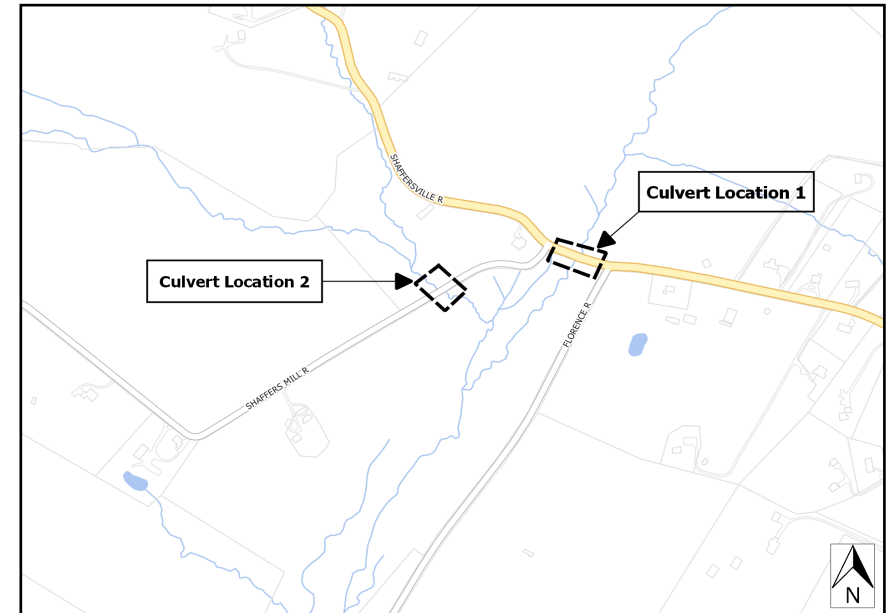 SHAFFERSVILLE R
Culvert Location 1
Culvert Location 2
FLORENCE R
SHAFFERS MILL R
N